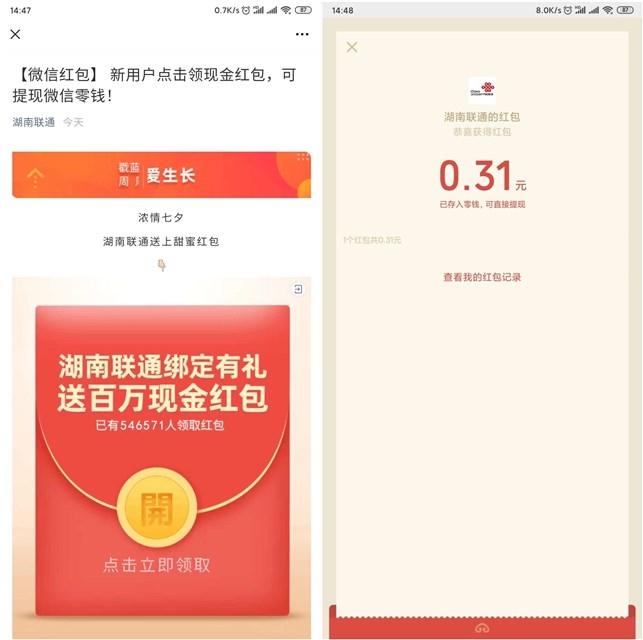 14:47
0.7K/s
87
【微信红包】 新用户点击领现金红包，可
提现微信零钱！
湖南联通 今天
戳蓝
爱生长
浓情七夕
湖南联通送上甜蜜红包
湖南联通绑定有礼
送百万现金红包
已有546571人领取红包
開
点击立即领取
14:48
8.0K/s
87
湖南联通的红包
恭喜获得红包
0.31元
已存入零钱，可直接提现
1个红包共0.31元
查看我的红包记录